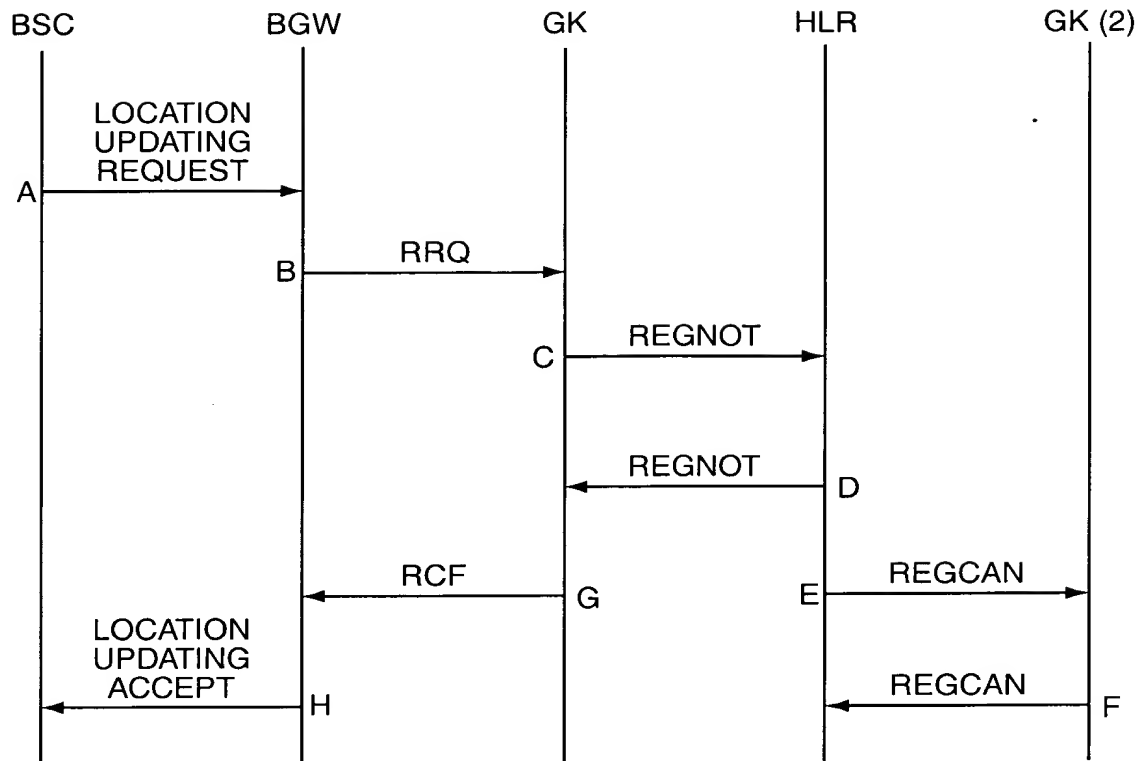 BSC BGW GK HLR GK (2)
LOCATION
UPDATING
REQUEST
A
RRQ
B
REGNOT
C
REGNOT
D
RCF
G
REGCAN
E
LOCATION
UPDATING
ACCEPT
H
REGCAN
F